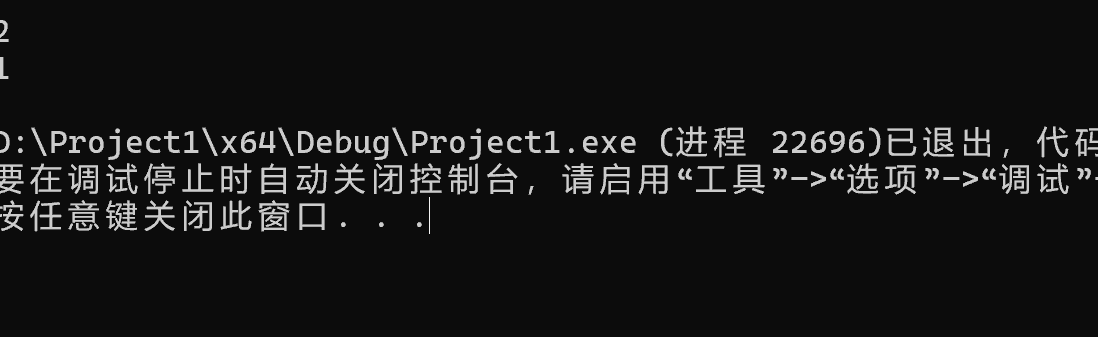 2
1
D:\Project1\x64\Debug\Project1.exe (进程 22696)已退出，代码
要在调试停止时自动关闭控制台，请启用“工具”->“选项”->“调试”-
按任意键关闭此窗口. . .